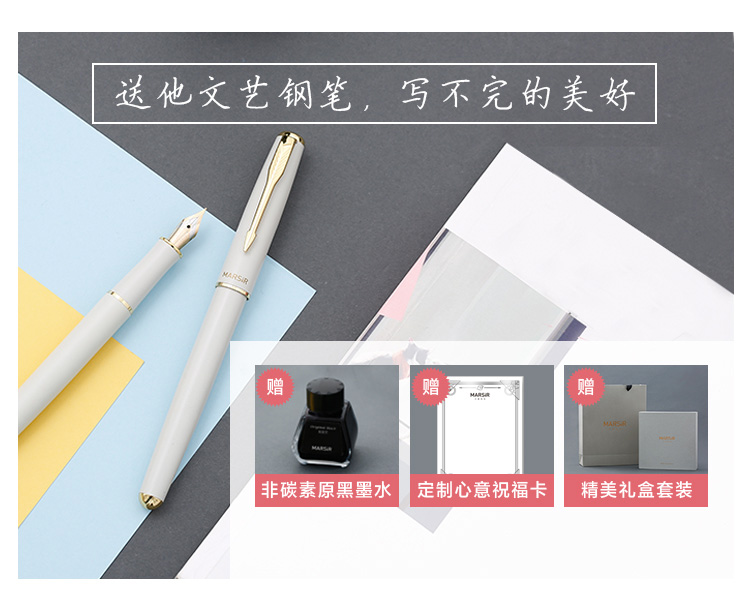 送他文艺钢笔，写不完的美好
MARSIR
赠
MARSIR
非碳素原黑墨水
赠
MARSIR
定制心意祝福卡
赠
MARSIR
精美礼盒套装